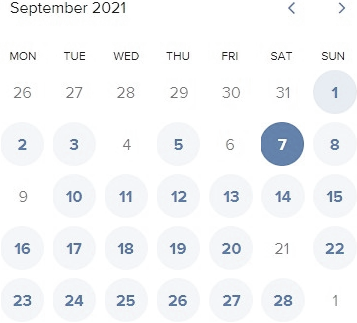 September 2021
MON TUE WED THU FRI SAT SUN
26 27 28 29 30 31 1
2 3 4 5 6 7 8
9 10 11 12 13 14 15
16 17 18 19 20 21 22
23 24 25 26 27 28 1